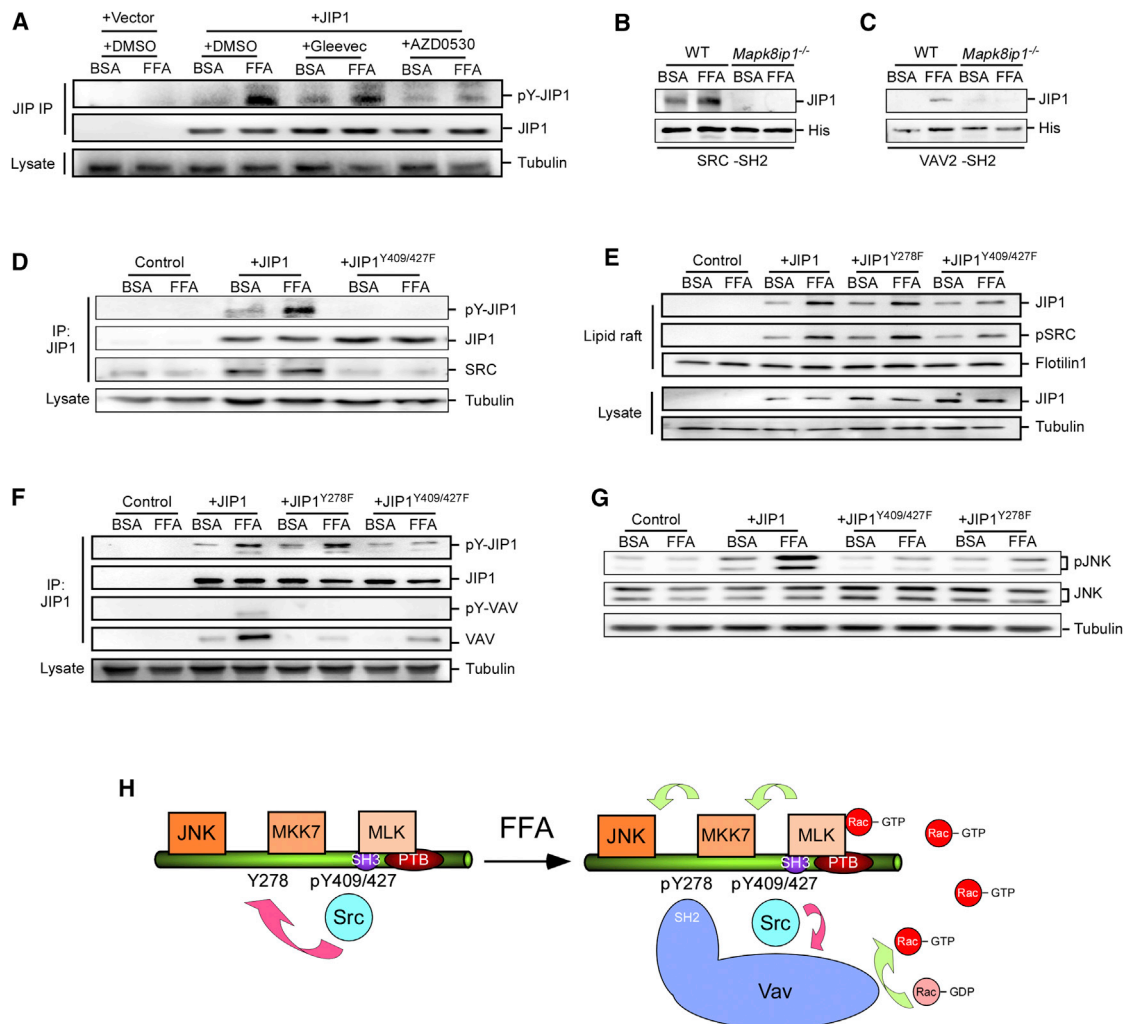 A
+Vector +JIP1
+DMSO +DMSO +Gleevec +AZD0530
BSA FFA BSA FFA BSA FFA BSA FFA
JIP IP
pY-JIP1
JIP1
Lysate
Tubulin
B
WT Mapk8ip1-/-
BSA FFA BSA FFA
JIP1
His
SRC -SH2
C
WT Mapk8ip1-/-
BSA FFA BSA FFA
JIP1
His
VAV2 -SH2
D
Control +JIP1 +JIP1Y409/427F
BSA FFA BSA FFA BSA FFA
IP:
JIP1
pY-JIP1
JIP1
SRC
Lysate
Tubulin
E
Control +JIP1 +JIP1Y278F +JIP1Y409/427F
BSA FFA BSA FFA BSA FFA BSA FFA
Lipid raft
JIP1
pSRC
Flotilin1
Lysate
JIP1
Tubulin
F
Control +JIP1 +JIP1Y278F +JIP1Y409/427F
BSA FFA BSA FFA BSA FFA BSA FFA
IP:
JIP1
pY-JIP1
JIP1
pY-VAV
VAV
Lysate
Tubulin
G
Control +JIP1 +JIP1Y409/427F +JIP1Y278F
BSA FFA BSA FFA BSA FFA BSA FFA
pJNK
JNK
Tubulin
H
JNK MKK7 MLK
SH3 PTB
Y278 pY409/427
Src
FFA
JNK MKK7 MLK
Rac GTP
Rac GTP
SH3 PTB
pY278 pY409/427
Rac GTP
SH2
Src
Rac GTP
Vav
Rac GDP